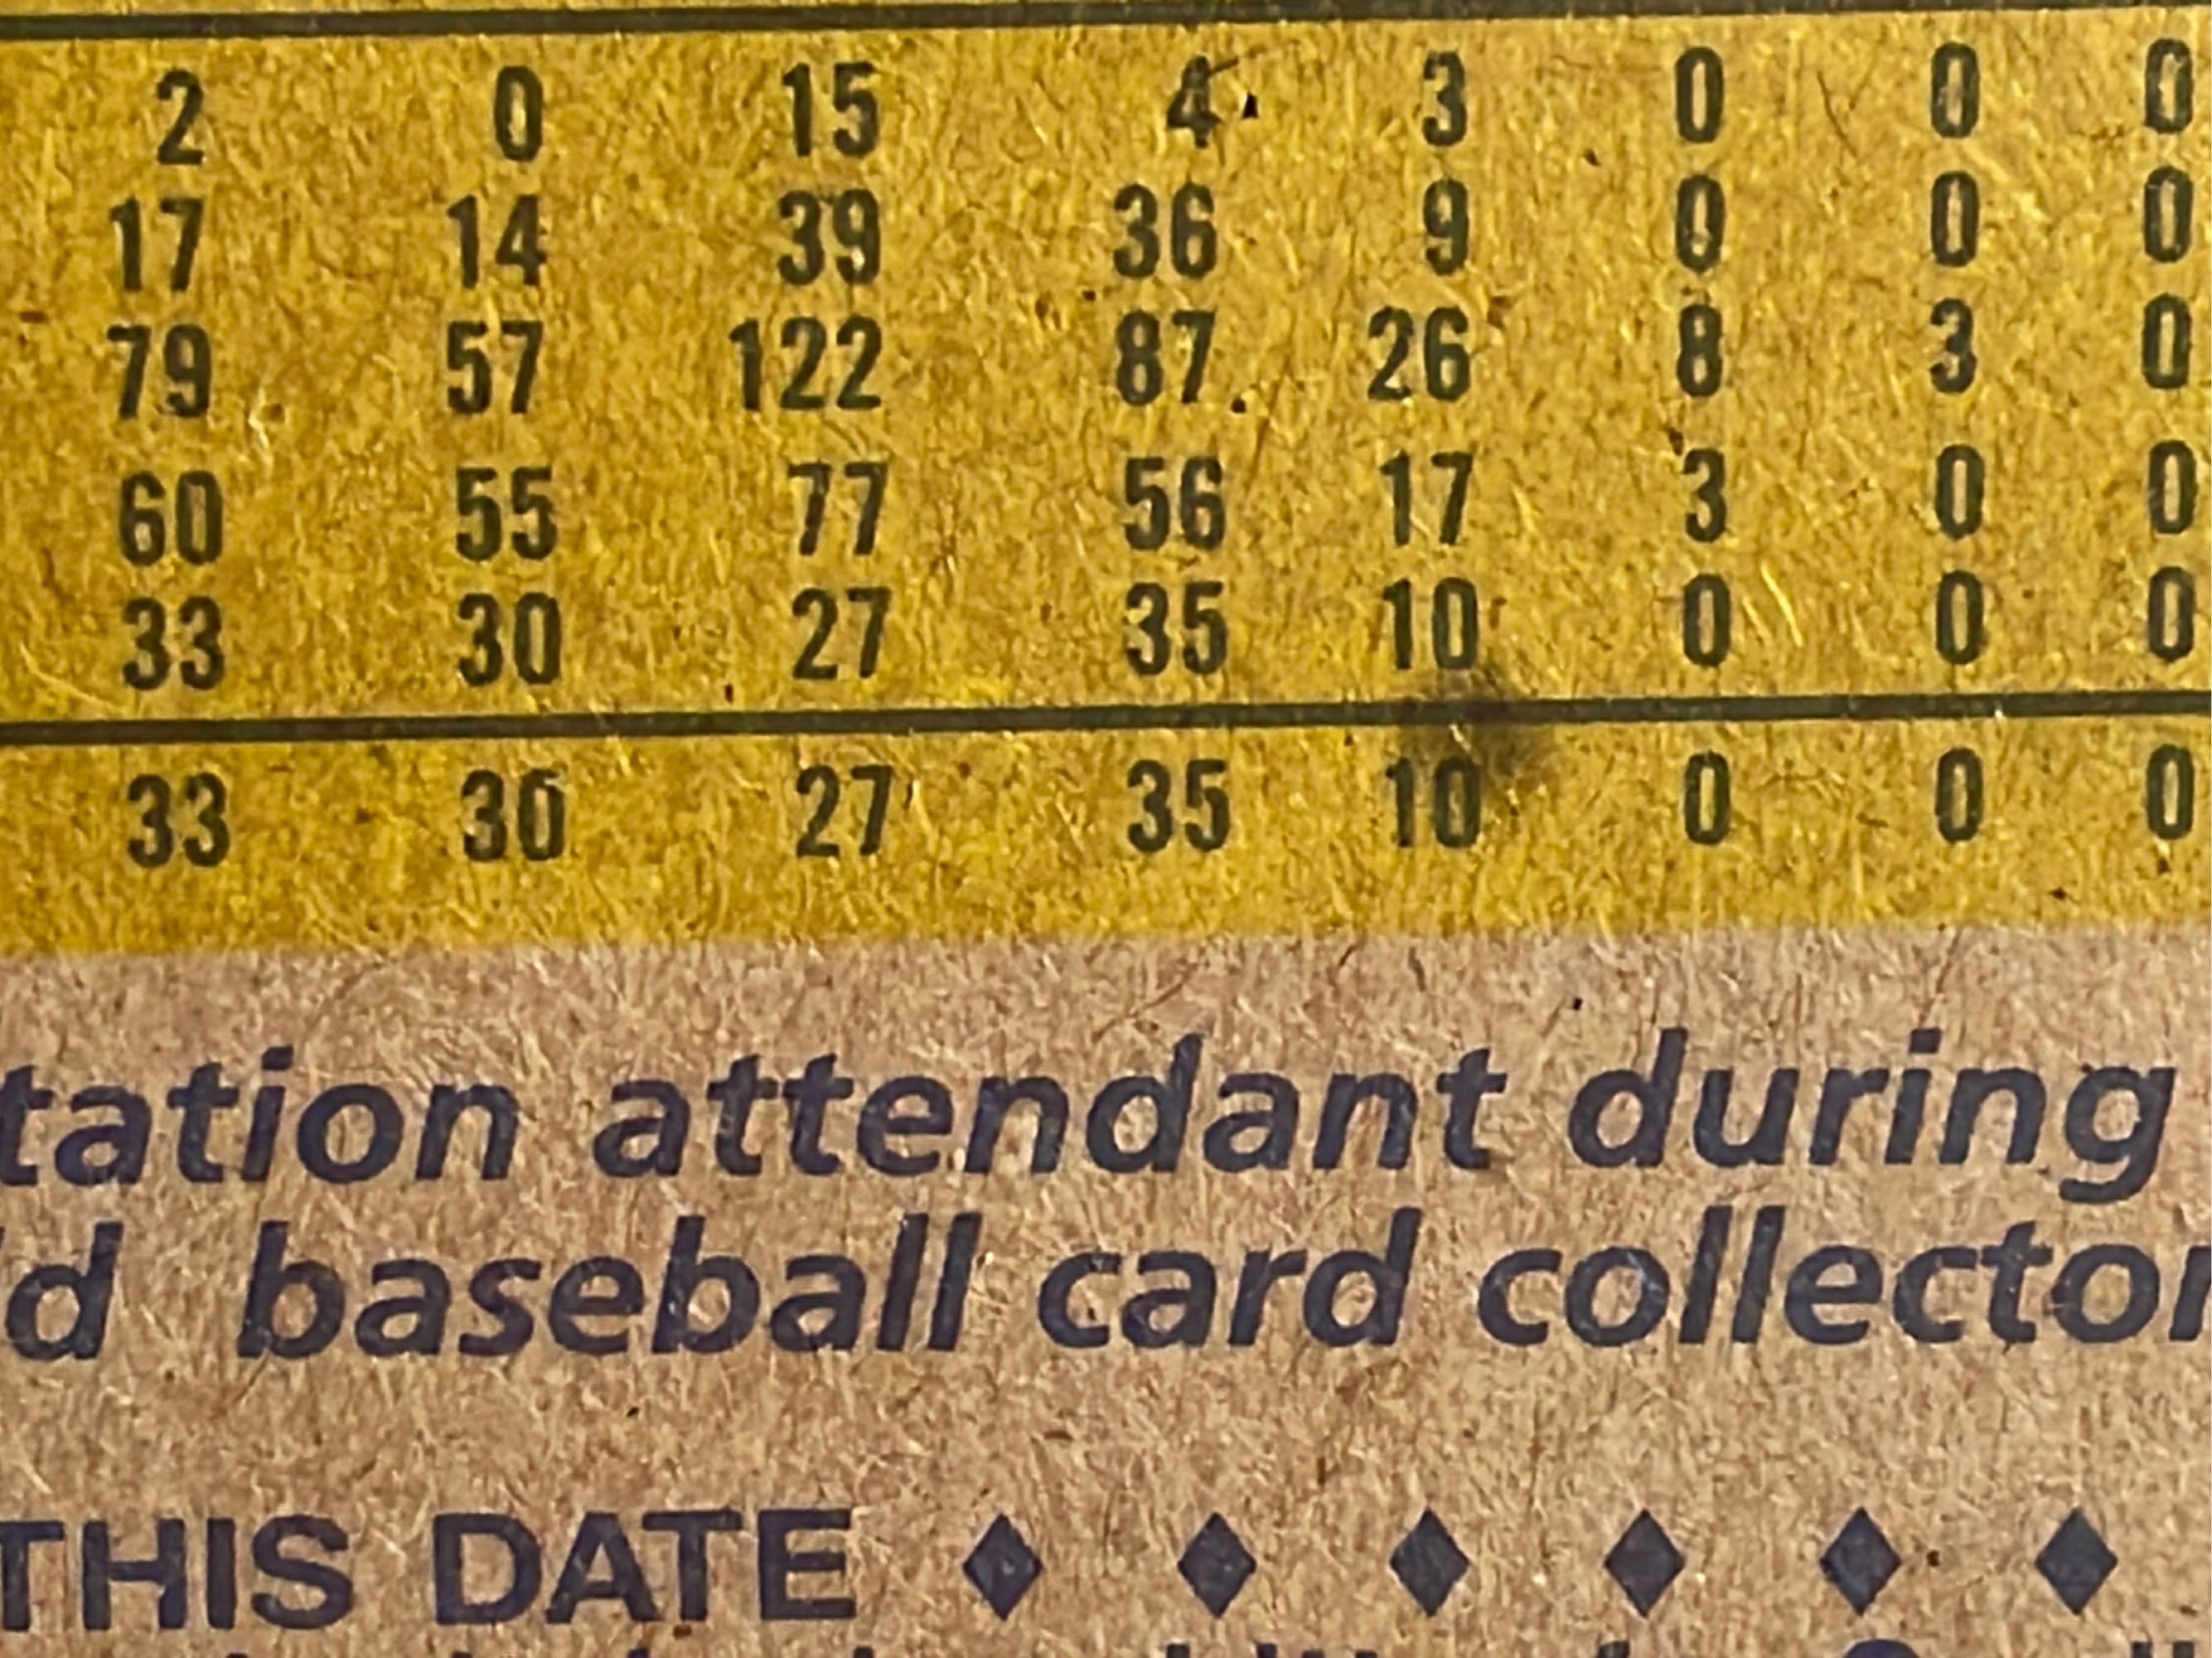 2 0 15 4 3 0 0 0
17 14 39 36 9 0 0 0
79 57 122 87 26 8 3 0
60 55 77 56 17 3 0 0
33 30 27 35 10 0 0 0
33 30 27 35 10 0 0 0
tation attendant during
d baseball card collector
THIS DATE ♦ ♦ ♦ ♦ ♦ ♦